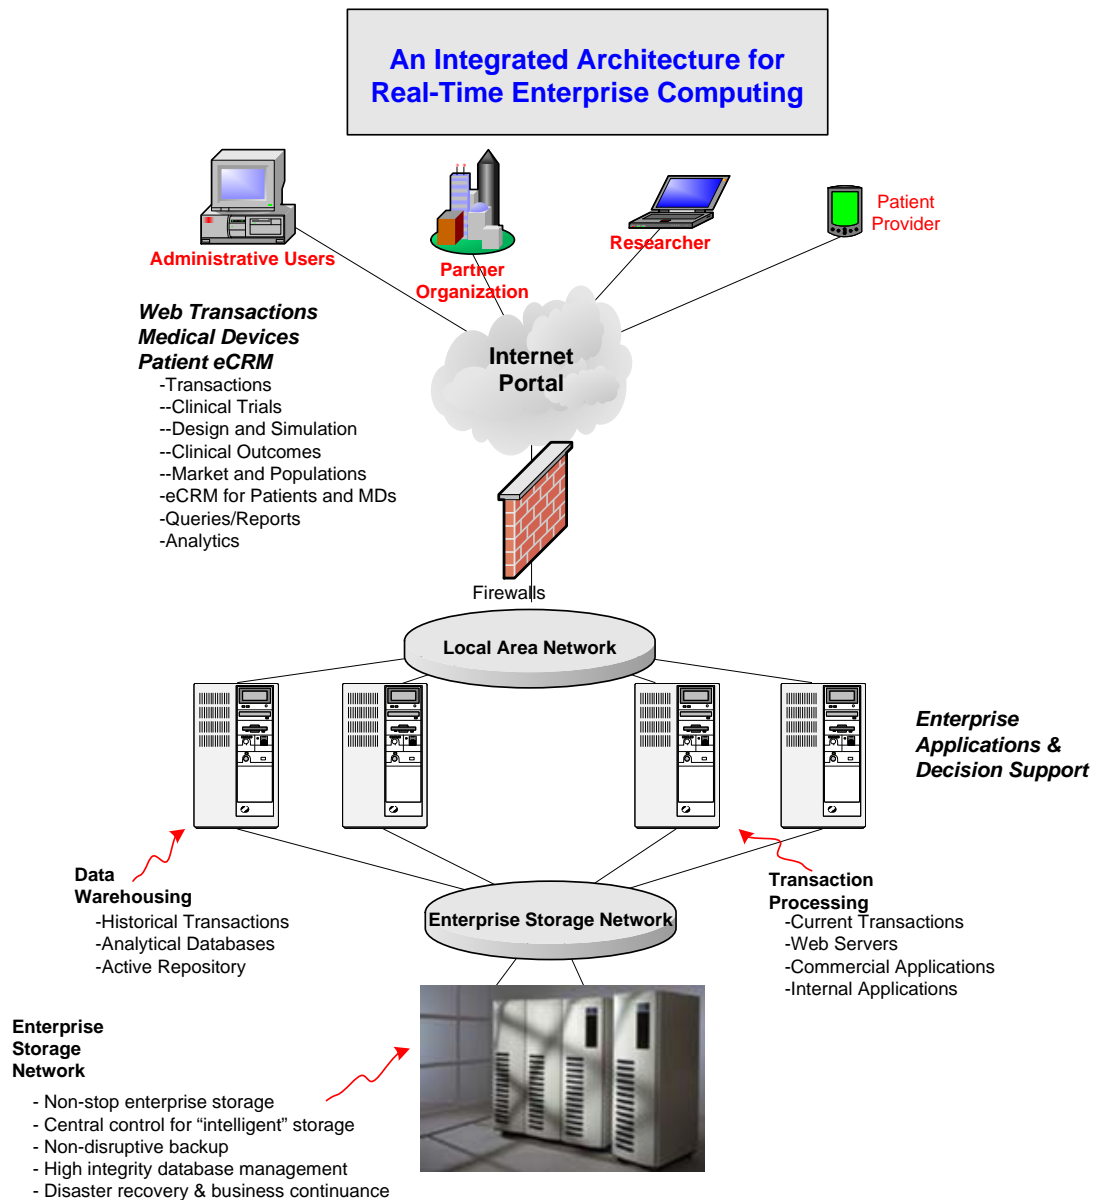 An Integrated Architecture for
Real-Time Enterprise Computing
Administrative Users
Partner
Organization
Researcher
Patient
Provider
Web Transactions
Medical Devices
Patient eCRM
-Transactions
--Clinical Trials
--Design and Simulation
--Clinical Outcomes
--Market and Populations
-eCRM for Patients and MDs
-Queries/Reports
-Analytics
Internet
Portal
Firewalls
Local Area Network
Enterprise
Applications &
Decision Support
Data
Warehousing
-Historical Transactions
-Analytical Databases
-Active Repository
Enterprise Storage Network
Transaction
Processing
-Current Transactions
-Web Servers
-Commercial Applications
-Internal Applications
Enterprise
Storage
Network
- Non-stop enterprise storage
- Central control for “intelligent” storage
- Non-disruptive backup
- High integrity database management
- Disaster recovery & business continuance